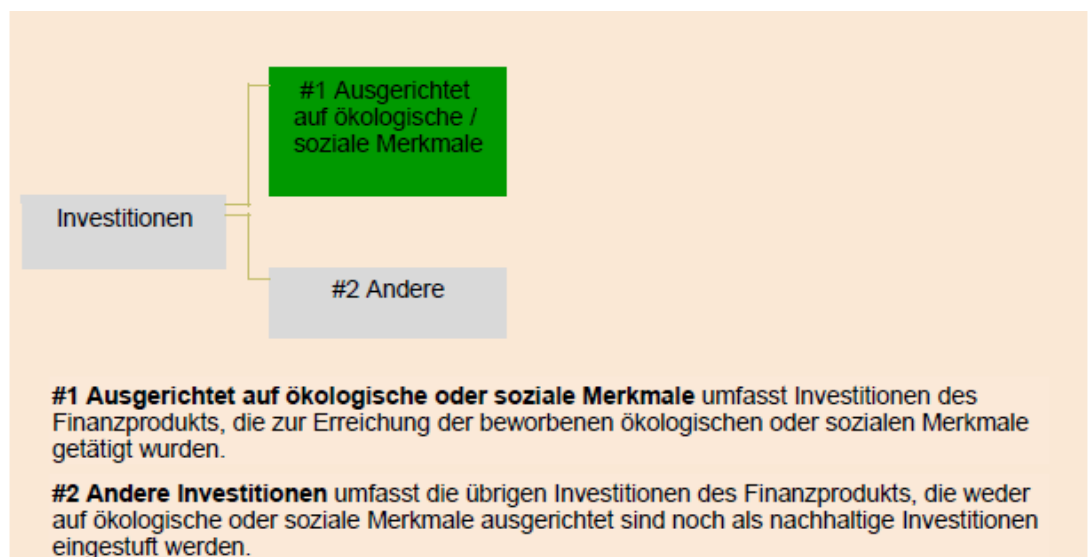 #1 Ausgerichtet
auf ökologische /
soziale Merkmale
Investitionen
#2 Andere
#1 Ausgerichtet auf ökologische oder soziale Merkmale umfasst Investitionen des
Finanzprodukts, die zur Erreichung der beworbenen ökologischen oder sozialen Merkmale
getätigt wurden.
#2 Andere Investitionen umfasst die übrigen Investitionen des Finanzprodukts, die weder
auf ökologische oder soziale Merkmale ausgerichtet sind noch als nachhaltige Investitionen
eingestuft werden.